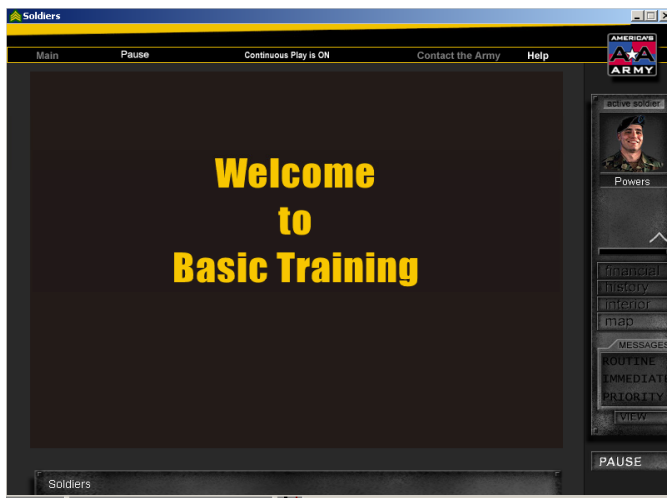 Soldiers
Main Pause Continuous Play is ON Contact the Army Help
AMERICA'S
ARMY
active soldier
Powers
Welcome
to
Basic Training
financial
history
interior
map
MESSAGES
ROUTINE
IMMEDIAT
PRIORITY
VIEW
PAUSE
Soldiers